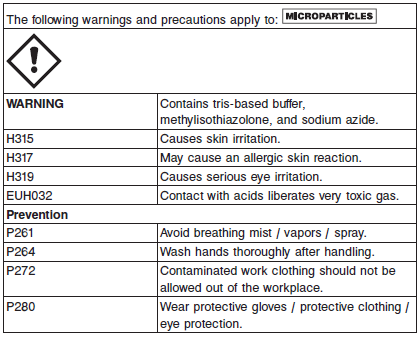 The following warnings and precautions apply to: MICROPARTICLES
WARNING Contains tris-based buffer,
methylisothiazolone, and sodium azide.
H315 Causes skin irritation.
H317 May cause an allergic skin reaction.
H319 Causes serious eye irritation.
EUH032 Contact with acids liberates very toxic gas.
Prevention
P261 Avoid breathing mist / vapors / spray.
P264 Wash hands thoroughly after handling.
P272 Contaminated work clothing should not be
allowed out of the workplace.
P280 Wear protective gloves / protective clothing /
eye protection.